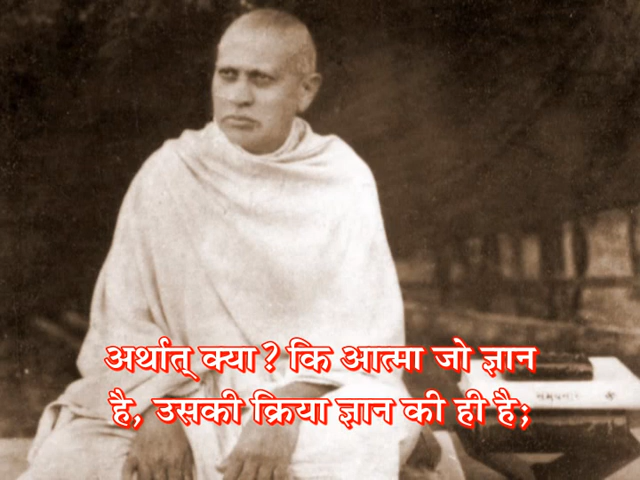 अर्थात् क्या? कि आत्मा जो ज्ञान
है, उसकी क्रिया ज्ञान की ही है;